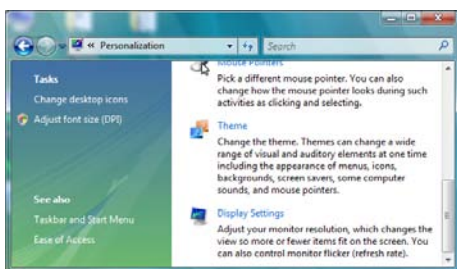 Personalization
Search
Tasks
Change desktop icons
Adjust font size (DPI)
See also
Taskbar and Start Menu
Ease of Access
Mouse Pointers
Pick a different mouse pointer. You can also
change how the mouse pointer looks during such
activities as clicking and selecting.
Theme
Change the theme. Themes can change a wide
range of visual and auditory elements at one time
including the appearance of menus, icons,
backgrounds, screen savers, some computer
sounds, and mouse pointers.
Display Settings
Adjust your monitor resolution, which changes the
view so more or fewer items fit on the screen. You
can also control monitor flicker (refresh rate).